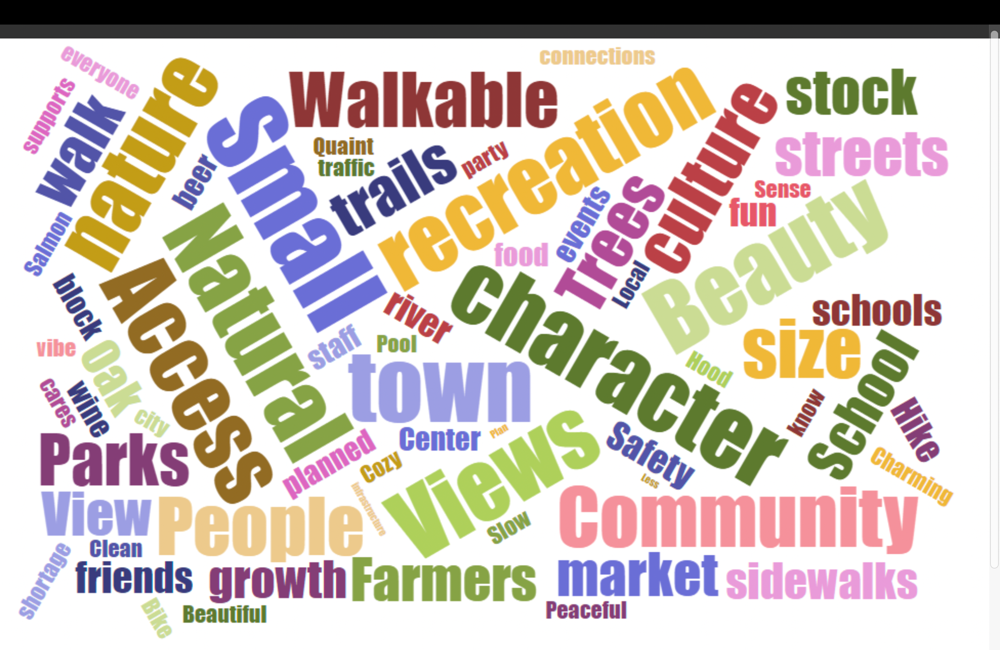 everyone
connections
supports
walk
nature
Walkable
stock
Small
Quaint
traffic
trails
party
recreation
culture
streets
beer
Sense
fun
Salmon
Natural
food
events
Trees
Local
Beauty
block
Access
river
character
schools
vibe
Oak
staff
Pool
town
Hood
size
school
cares
wine
city
Center
Plan
know
Hike
Parks
planned
Cozy
Views
Safety
Less
Charming
View
People
infrastructure
Slow
Community
Clean
shortage
friends
growth
Farmers
market
sidewalks
Bike
Beautiful
Peaceful